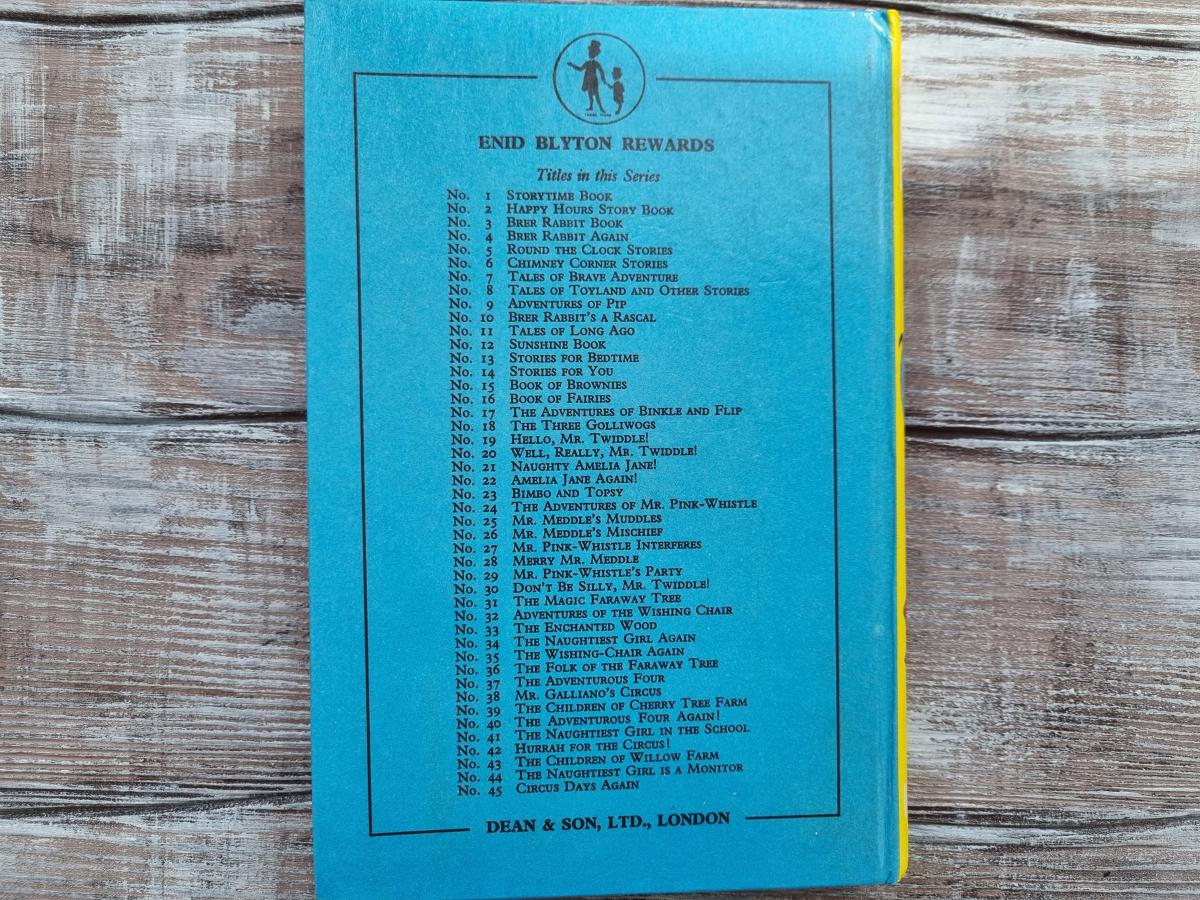 ENID BLYTON REWARDS
Titles in this Series
No. 1 STORYTIME BOOK
No. 2 HAPPY HOURS STORY BOOK
No. 3 BRER RABBIT BOOK
No. 4 BRER RABBIT AGAIN
No. 5 ROUND THE CLOCK STORIES
No. 6 CHIMNEY CORNER STORIES
No. 7 TALES OF BRAVE ADVENTURE
No. 8 TALES OF TOYLAND AND OTHER STORIES
No. 9 ADVENTURES OF PIP
No. 10 BRER RABBIT'S A RASCAL
No. 11 TALES OF LONG AGO
No. 12 SUNSHINE BOOK
No. 13 STORIES FOR BEDTIME
No. 14 STORIES FOR YOU
No. 15 BOOK OF BROWNIES
No. 16 BOOK OF FAIRIES
No. 17 THE ADVENTURES OF BINKLE AND FLIP
No. 18 THE THREE GOLLIWOGS
No. 19 HELLO, MR. TWIDDLE!
No. 20 WELL, REALLY, MR. TWIDDLE!
No. 21 NAUGHTY AMELIA JANE!
No. 22 AMELIA JANE AGAIN!
No. 23 BIMBO AND TOPSY
No. 24 THE ADVENTURES OF MR. PINK-WHISTLE
No. 25 MR. MEDDLE'S MUDDLES
No. 26 MR. MEDDLE'S MISCHIEF
No. 27 MR. PINK-WHISTLE INTERFERES
No. 28 MERRY MR. MEDDLE
No. 29 MR. PINK-WHISTLE'S PARTY
No. 30 DON'T BE SILLY, MR. TWIDDLE!
No. 31 THE MAGIC FARAWAY TREE
No. 32 ADVENTURES OF THE WISHING CHAIR
No. 33 THE ENCHANTED WOOD
No. 34 THE NAUGHTIEST GIRL AGAIN
No. 35 THE WISHING-CHAIR AGAIN
No. 36 THE FOLK OF THE FARAWAY TREE
No. 37 THE ADVENTUROUS FOUR
No. 38 MR. GALLIANO'S CIRCUS
No. 39 THE CHILDREN OF CHERRY TREE FARM
No. 40 THE ADVENTUROUS FOUR AGAIN!
No. 41 THE NAUGHTIEST GIRL IN THE SCHOOL
No. 42 HURRAH FOR THE CIRCUS!
No. 43 THE CHILDREN OF WILLOW FARM
No. 44 THE NAUGHTIEST GIRL IS A MONITOR
No. 45 CIRCUS DAYS AGAIN
DEAN & SON, LTD., LONDON